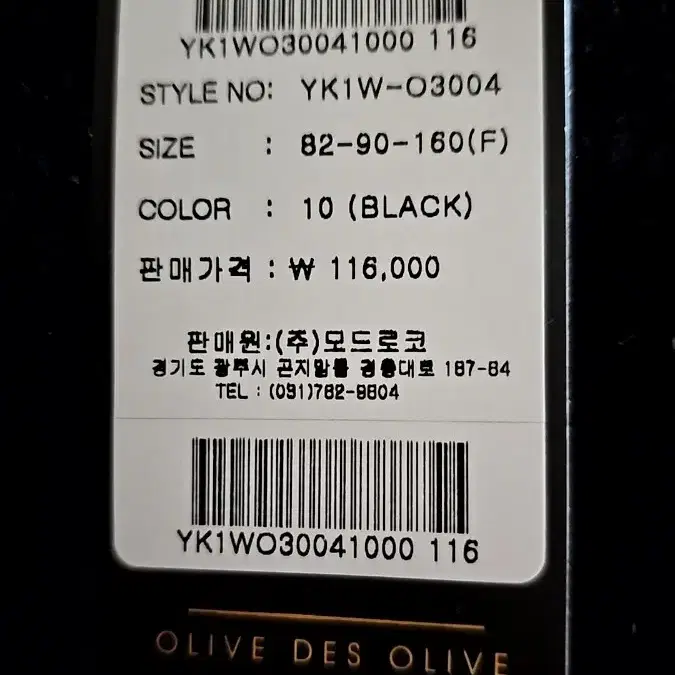 YK1WO30041000 116
STYLE NO: YK1W-O3004
SIZE : 82-90-160(F)
COLOR : 10 (BLACK)
판매가격 : ₩ 116,000
판매원:(주)모드로코
경기도 광주시 곤지암읍 경충대로 187-84
TEL : (031)782-9804
YK1WO30041000 116
OLIVE DES OLIVE